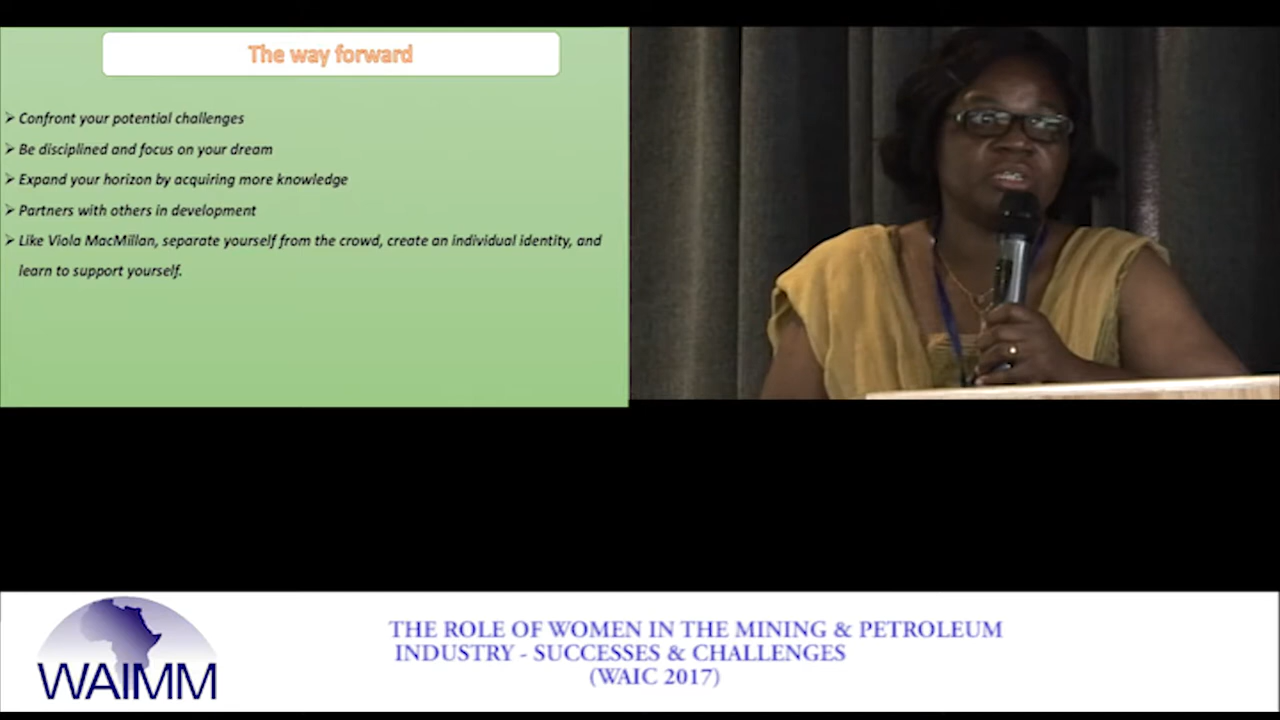 The way forward
➢ Confront your potential challenges
➢ Be disciplined and focus on your dream
➢ Expand your horizon by acquiring more knowledge
➢ Partners with others in development
➢ Like Viola MacMillan, separate yourself from the crowd, create an individual identity, and
learn to support yourself.
WAIMM
THE ROLE OF WOMEN IN THE MINING & PETROLEUM
INDUSTRY - SUCCESSES & CHALLENGES
(WAIC 2017)